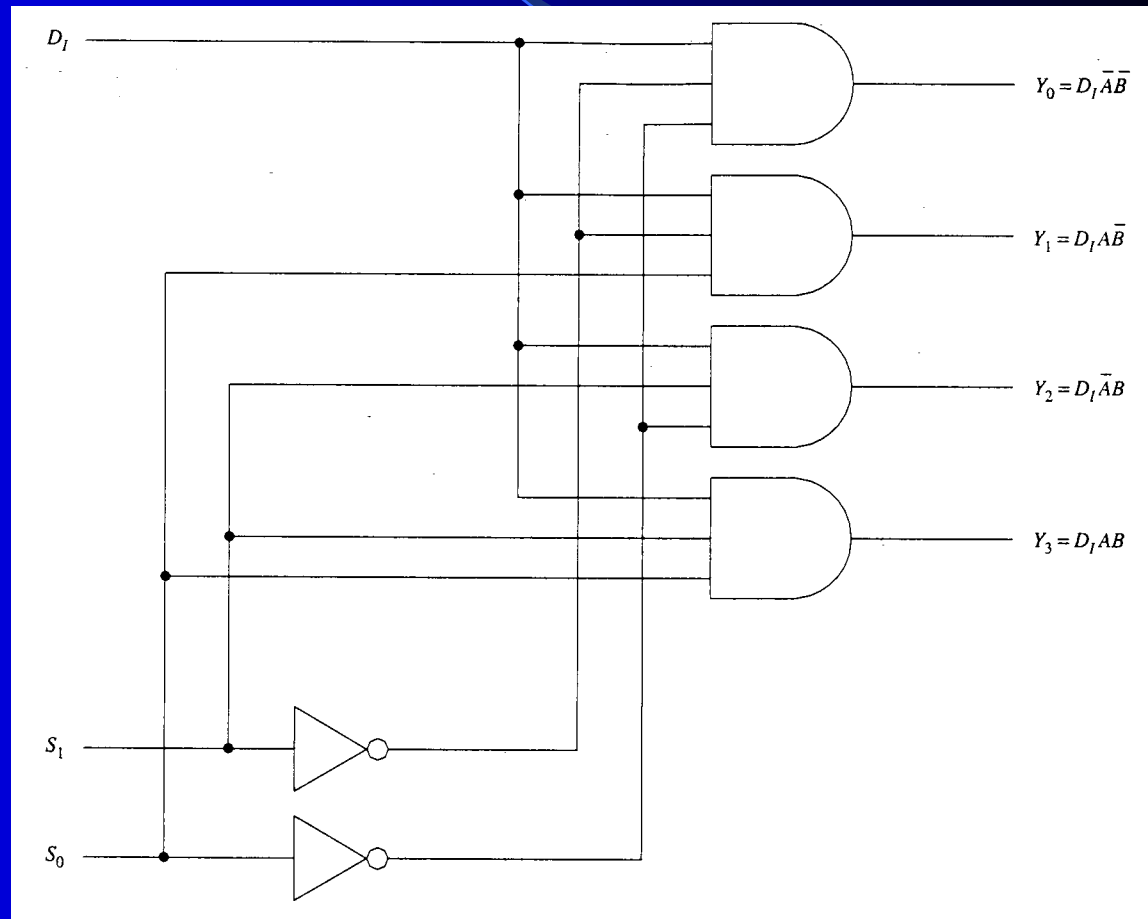 D_I
Y_0 = D_I A̅ B̅
Y_1 = D_I A B̅
Y_2 = D_I A̅ B
Y_3 = D_I A B
S_1
S_0